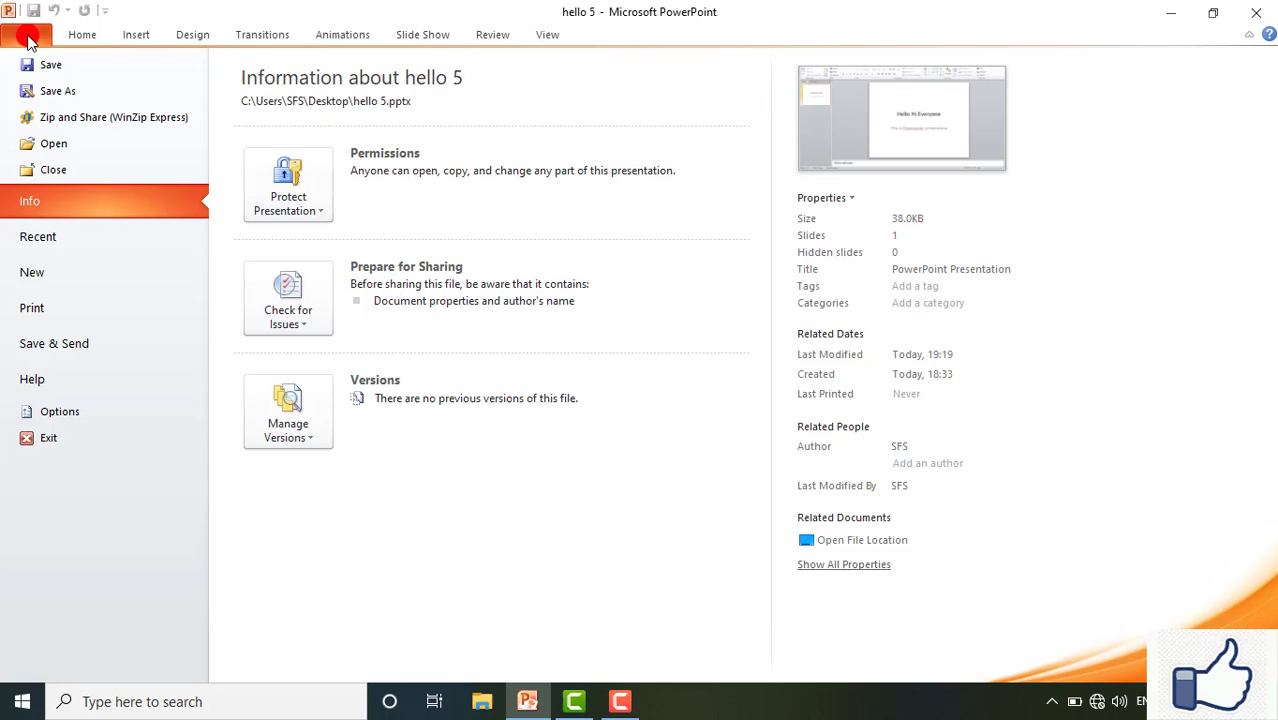 hello 5 - Microsoft PowerPoint
Home Insert Design Transitions Animations Slide Show Review View
Save
Save As
Zip and Share (WinZip Express)
Open
Close
Info
Recent
New
Print
Save & Send
Help
Options
Exit
Information about hello 5
C:\Users\SFS\Desktop\hello 5.pptx
Protect
Presentation
Permissions
Anyone can open, copy, and change any part of this presentation.
Check for
Issues
Prepare for Sharing
Before sharing this file, be aware that it contains:
Document properties and author's name
Manage
Versions
Versions
There are no previous versions of this file.
Hello Hi Everyone
Properties
Size 38.0KB
Slides 1
Hidden slides 0
Title PowerPoint Presentation
Tags Add a tag
Categories Add a category
Related Dates
Last Modified Today, 19:19
Created Today, 18:33
Last Printed Never
Related People
Author SFS
Add an author
Last Modified By SFS
Related Documents
Open File Location
Show All Properties
Type here to search